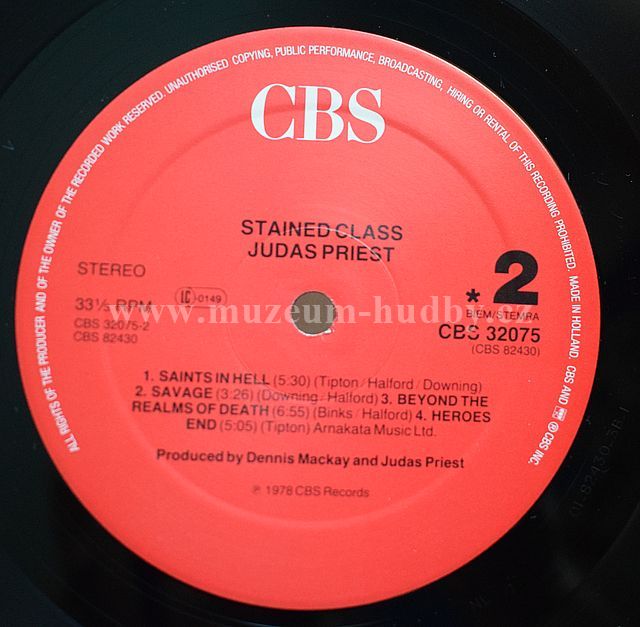 ALL RIGHTS OF THE PRODUCER AND OF THE OWNER OF THE RECORDED WORK RESERVED. UNAUTHORISED COPYING, PUBLIC PERFORMANCE, BROADCASTING, HIRING OR RENTAL OF THIS RECORDING PROHIBITED. MADE IN HOLLAND. CBS AND ℗ © CBS INC.
CBS
STAINED CLASS
JUDAS PRIEST
STEREO
33⅓ RPM
LC 0149
CBS 32075-2
CBS 82430
* 2
BIEM/STEMRA
CBS 32075
(CBS 82430)
www.muzeum-hudby.cz
1. SAINTS IN HELL (5:30) (Tipton/Halford/Downing)
2. SAVAGE (3:26) (Downing/Halford) 3. BEYOND THE
REALMS OF DEATH (6:55) (Binks/Halford) 4. HEROES
END (5:05) (Tipton) Arnakata Music Ltd.
Produced by Dennis Mackay and Judas Priest
℗ 1978 CBS Records